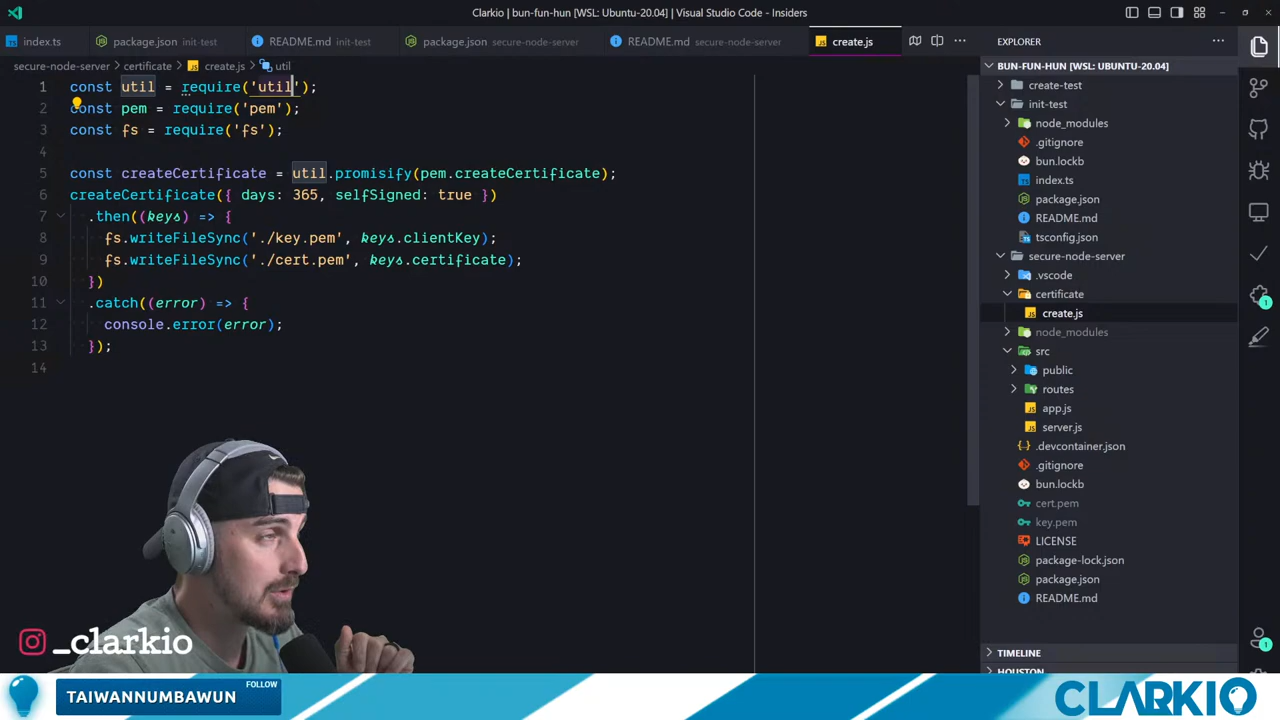 Clarkio | bun-fun-hun [WSL: Ubuntu-20.04] | Visual Studio Code - Insiders
index.ts
package.json init-test
README.md init-test
package.json secure-node-server
README.md secure-node-server
create.js
secure-node-server > certificate > create.js > util
1 const util = require('util');
2 const pem = require('pem');
3 const fs = require('fs');
4
5 const createCertificate = util.promisify(pem.createCertificate);
6 createCertificate({ days: 365, selfSigned: true })
7 .then((keys) => {
8 fs.writeFileSync('./key.pem', keys.clientKey);
9 fs.writeFileSync('./cert.pem', keys.certificate);
10 })
11 .catch((error) => {
12 console.error(error);
13 });
14
EXPLORER
BUN-FUN-HUN [WSL: UBUNTU-20.04]
create-test
init-test
node_modules
.gitignore
bun.lockb
index.ts
package.json
README.md
tsconfig.json
secure-node-server
.vscode
certificate
create.js
node_modules
src
public
routes
app.js
server.js
.devcontainer.json
.gitignore
bun.lockb
cert.pem
key.pem
LICENSE
package-lock.json
package.json
README.md
TIMELINE
HOUSTON
1
1
_clarkio
TAIWANNUMBAWUN
FOLLOW
CLARKIO